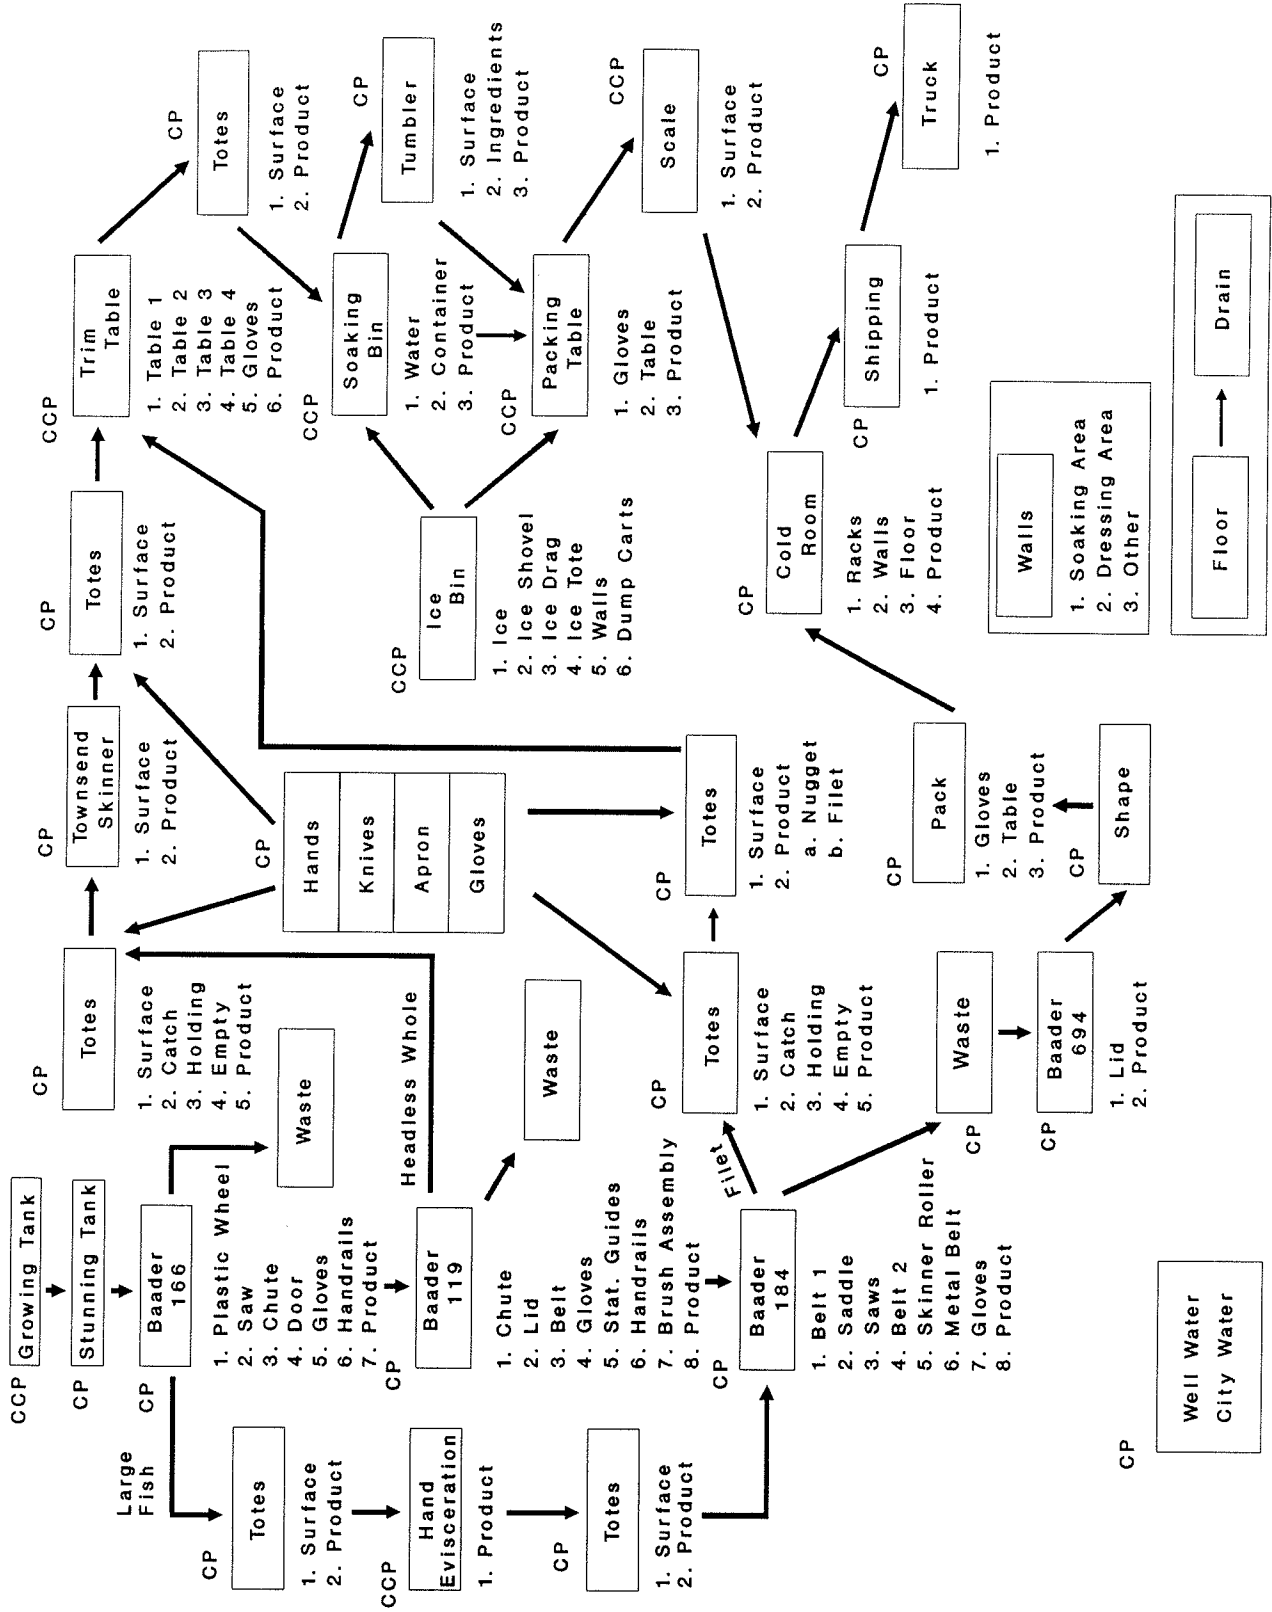 CCP
Growing Tank
CP
Stunning Tank
CP
Baader
166
1. Plastic Wheel
2. Saw
3. Chute
4. Door
5. Gloves
6. Handrails
7. Product
Waste
Large
Fish
CP
Totes
1. Surface
2. Product
CCP
Hand
Evisceration
1. Product
CP
Totes
1. Surface
2. Product
CP
Baader
119
1. Chute
2. Lid
3. Belt
4. Gloves
5. Stat. Guides
6. Handrails
7. Brush Assembly
8. Product
Headless Whole
Waste
CP
Baader
184
1. Belt 1
2. Saddle
3. Saws
4. Belt 2
5. Skinner Roller
6. Metal Belt
7. Gloves
8. Product
Filet
CP
Totes
1. Surface
2. Catch
3. Holding
4. Empty
5. Product
CP
Townsend
Skinner
1. Surface
2. Product
CP
Totes
1. Surface
2. Product
CCP
Trim
Table
1. Table 1
2. Table 2
3. Table 3
4. Table 4
5. Gloves
6. Product
CP
Totes
1. Surface
2. Product
CP
Hands
Knives
Apron
Gloves
CCP
Soaking
Bin
1. Water
2. Container
3. Product
CP
Tumbler
1. Surface
2. Ingredients
3. Product
CCP
Ice
Bin
1. Ice
2. Ice Shovel
3. Ice Drag
4. Ice Tote
5. Walls
6. Dump Carts
CCP
Packing
Table
1. Gloves
2. Table
3. Product
CCP
Scale
1. Surface
2. Product
CP
Totes
1. Surface
2. Catch
3. Holding
4. Empty
5. Product
CP
Totes
1. Surface
2. Product
a. Nugget
b. Filet
CP
Waste
CP
Baader
694
1. Lid
2. Product
CP
Shape
CP
Pack
1. Gloves
2. Table
3. Product
CP
Cold
Room
1. Racks
2. Walls
3. Floor
4. Product
CP
Shipping
1. Product
CP
Truck
1. Product
Walls
1. Soaking Area
2. Dressing Area
3. Other
Floor
Drain
CP
Well Water
City Water